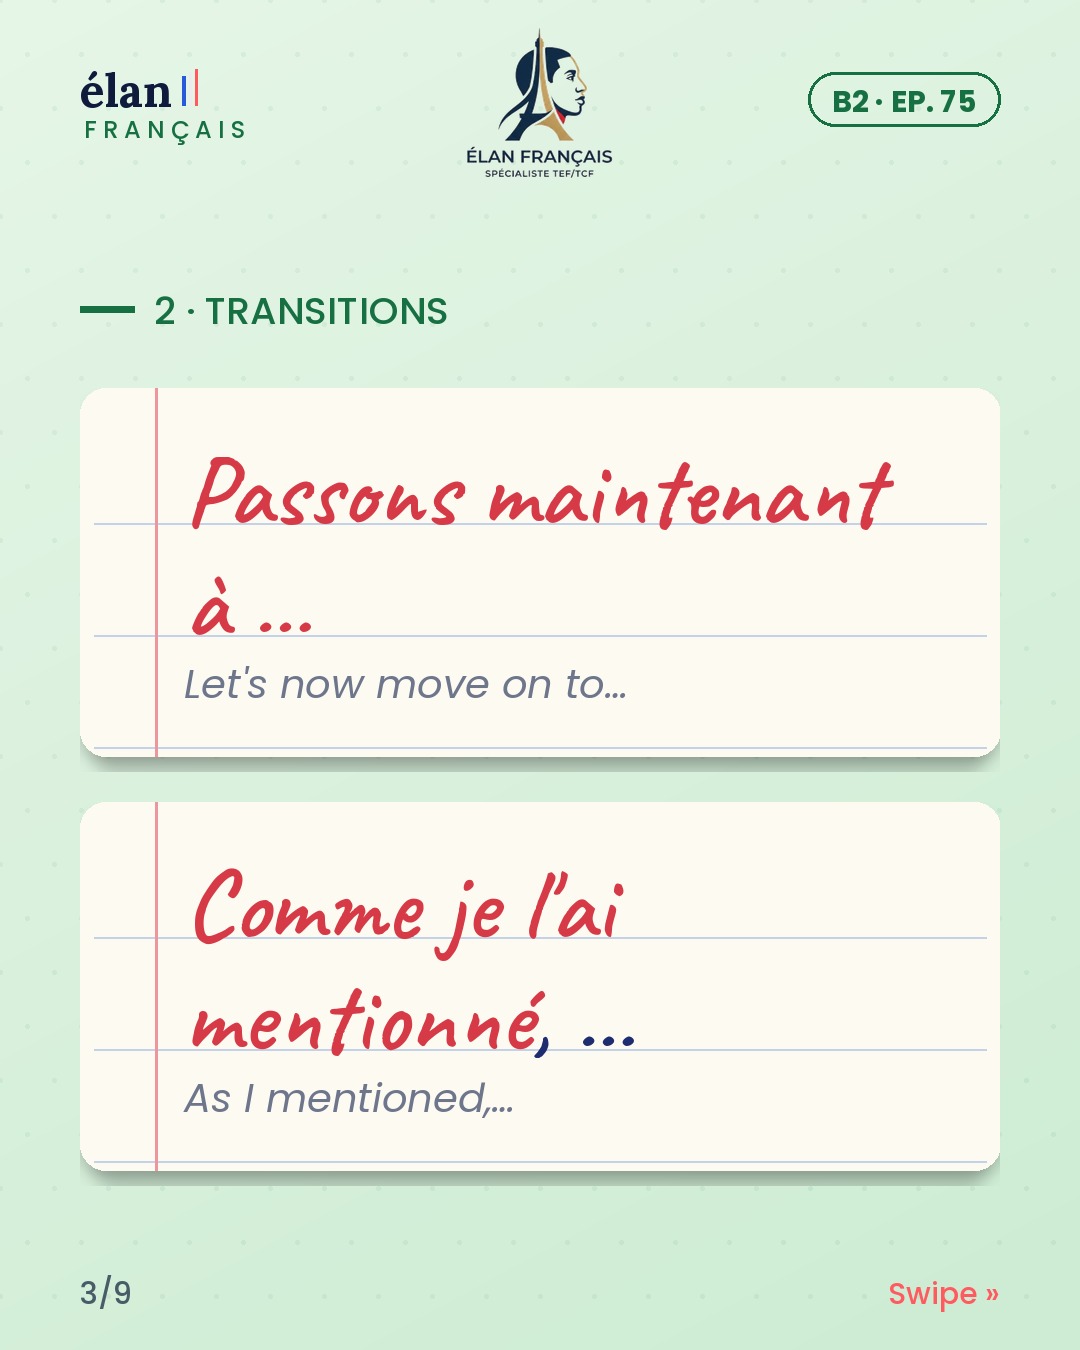 élan
FRANÇAIS
ÉLAN FRANÇAIS
SPÉCIALISTE TEF/TCF
B2 · EP. 75
2 · TRANSITIONS
Passons maintenant
à ...
Let's now move on to...
Comme je l'ai
mentionné, ...
As I mentioned,...
3/9
Swipe »